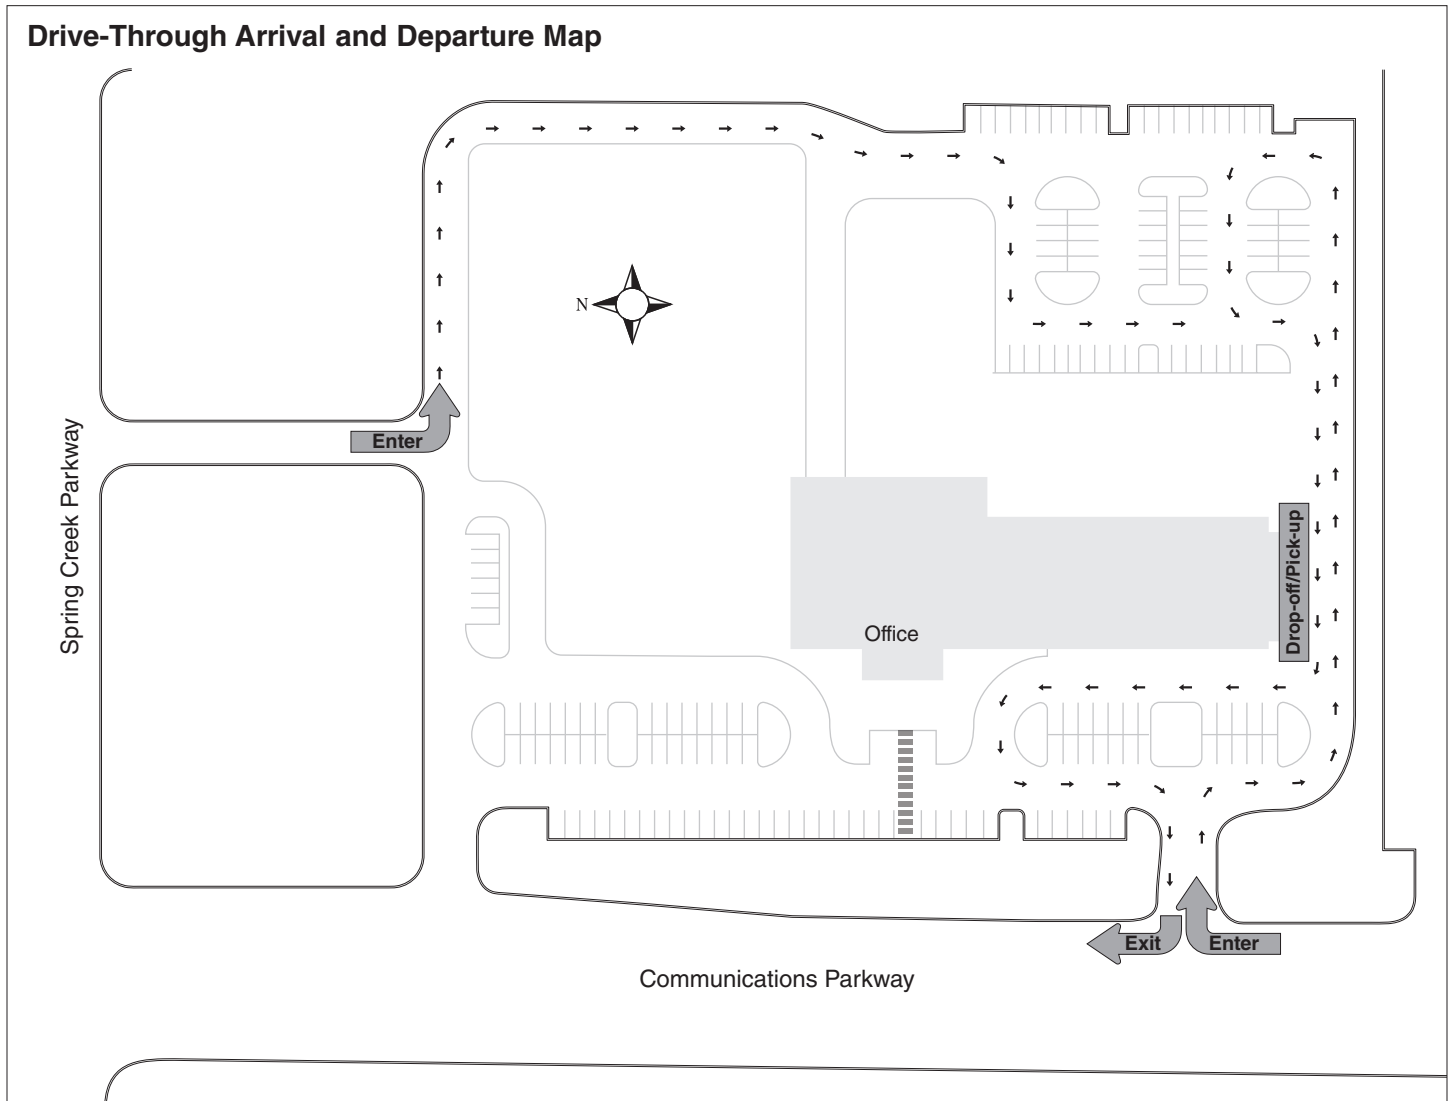 Drive-Through Arrival and Departure Map
N
Enter
Spring Creek Parkway
Drop-off/Pick-up
Office
Exit
Enter
Communications Parkway